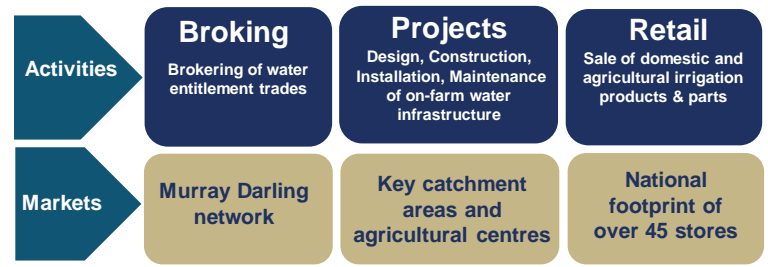 Activities
Broking
Brokering of water
entitlement trades
Projects
Design, Construction,
Installation, Maintenance
of on-farm water
infrastructure
Retail
Sale of domestic and
agricultural irrigation
products & parts
Markets
Murray Darling
network
Key catchment
areas and
agricultural centres
National
footprint of
over 45 stores